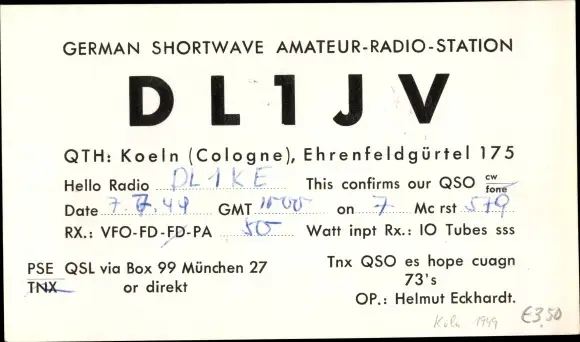 GERMAN SHORTWAVE AMATEUR-RADIO-STATION
DL1JV
QTH: Koeln (Cologne), Ehrenfeldgürtel 175
Hello Radio DL1KE This confirms our QSO cw fone
Date 7.7.49 GMT on 7 Mc rst 579
RX.: VFO-FD-FD-PA 50 Watt inpt Rx.: 10 Tubes sss
PSE QSL via Box 99 München 27
TNX or direkt
Tnx QSO es hope cuagn
73's
OP.: Helmut Eckhardt.
Köln 1949 €3,50